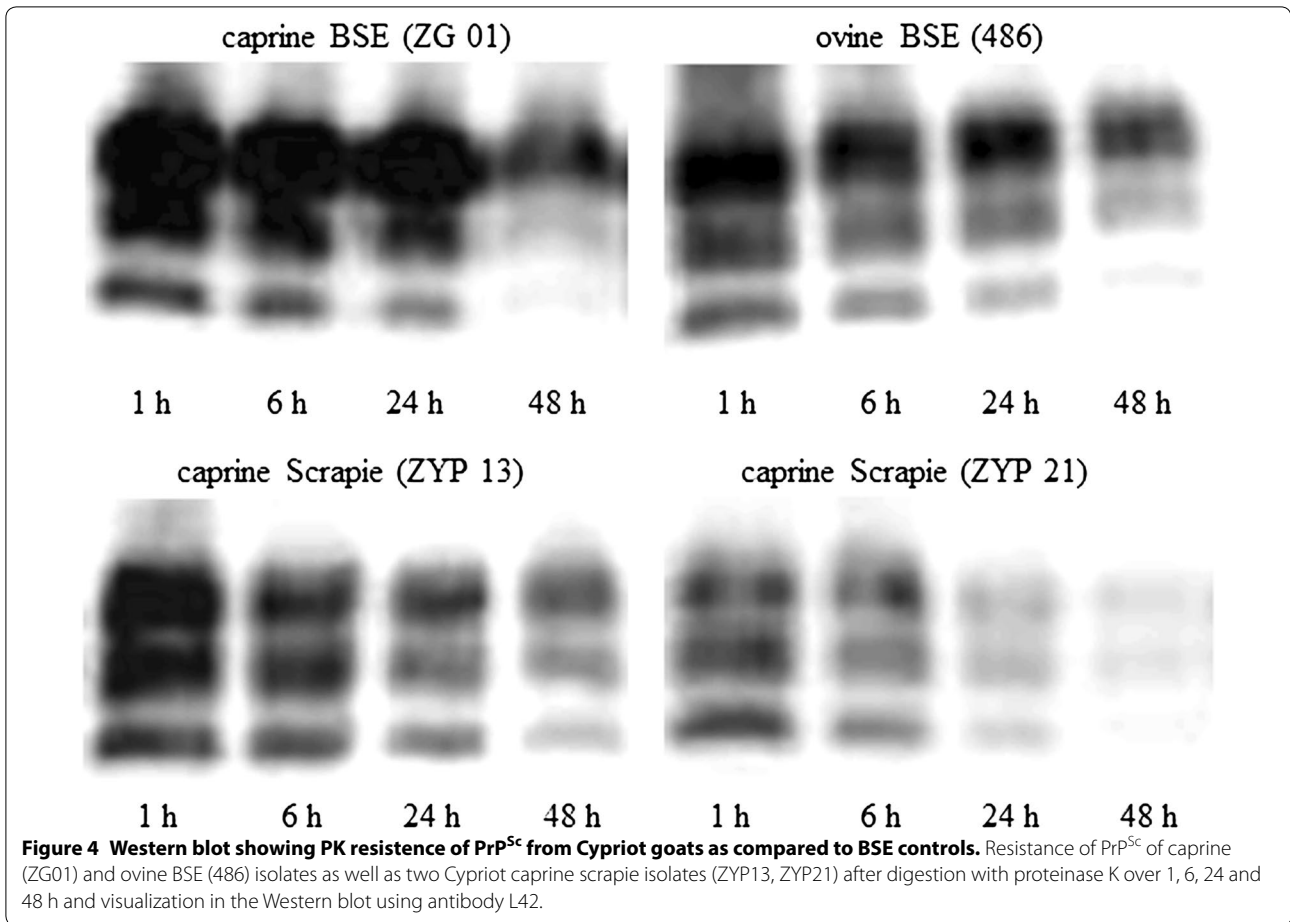 caprine BSE (ZG 01)
ovine BSE (486)
1 h 6 h 24 h 48 h
1 h 6 h 24 h 48 h
caprine Scrapie (ZYP 13)
caprine Scrapie (ZYP 21)
1 h 6 h 24 h 48 h
1 h 6 h 24 h 48 h
Figure 4 Western blot showing PK resistence of PrPSc from Cypriot goats as compared to BSE controls. Resistance of PrPSc of caprine
(ZG01) and ovine BSE (486) isolates as well as two Cypriot caprine scrapie isolates (ZYP13, ZYP21) after digestion with proteinase K over 1, 6, 24 and
48 h and visualization in the Western blot using antibody L42.